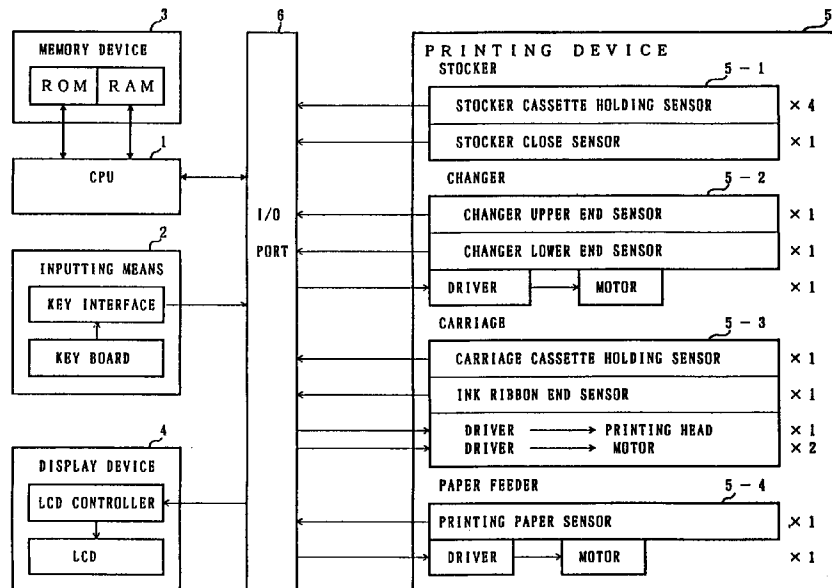 3
MEMORY DEVICE
ROM RAM
1
CPU
2
INPUTTING MEANS
KEY INTERFACE
KEY BOARD
4
DISPLAY DEVICE
LCD CONTROLLER
LCD
6
I/O
PORT
5
PRINTING DEVICE
STOCKER
5-1
STOCKER CASSETTE HOLDING SENSOR ×4
STOCKER CLOSE SENSOR ×1
CHANGER
5-2
CHANGER UPPER END SENSOR ×1
CHANGER LOWER END SENSOR ×1
DRIVER MOTOR ×1
CARRIAGE
5-3
CARRIAGE CASSETTE HOLDING SENSOR ×1
INK RIBBON END SENSOR ×1
DRIVER PRINTING HEAD ×1
DRIVER MOTOR ×2
PAPER FEEDER
5-4
PRINTING PAPER SENSOR ×1
DRIVER MOTOR ×1